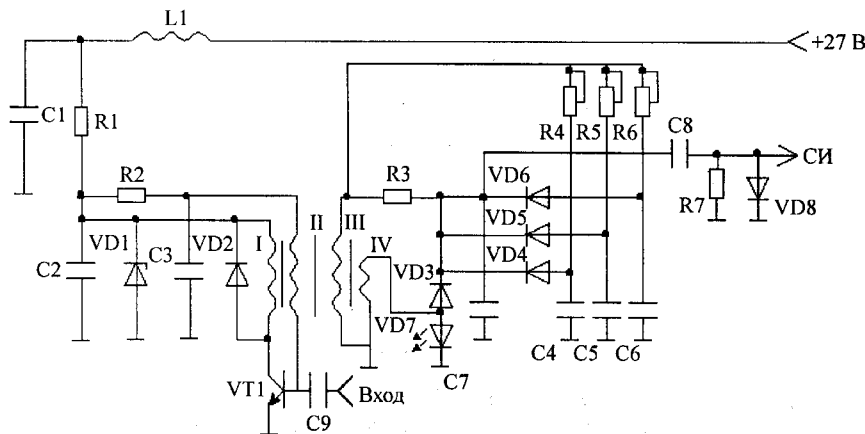 L1
+27 В
C1
R1
R4 R5 R6 C8
СИ
R2
R3
VD6
R7
VD8
VD5
VD1 C3 VD2 I II III IV
C2
VD4
VD3
VD7
C7 C4 C5 C6
VT1
C9
Вход